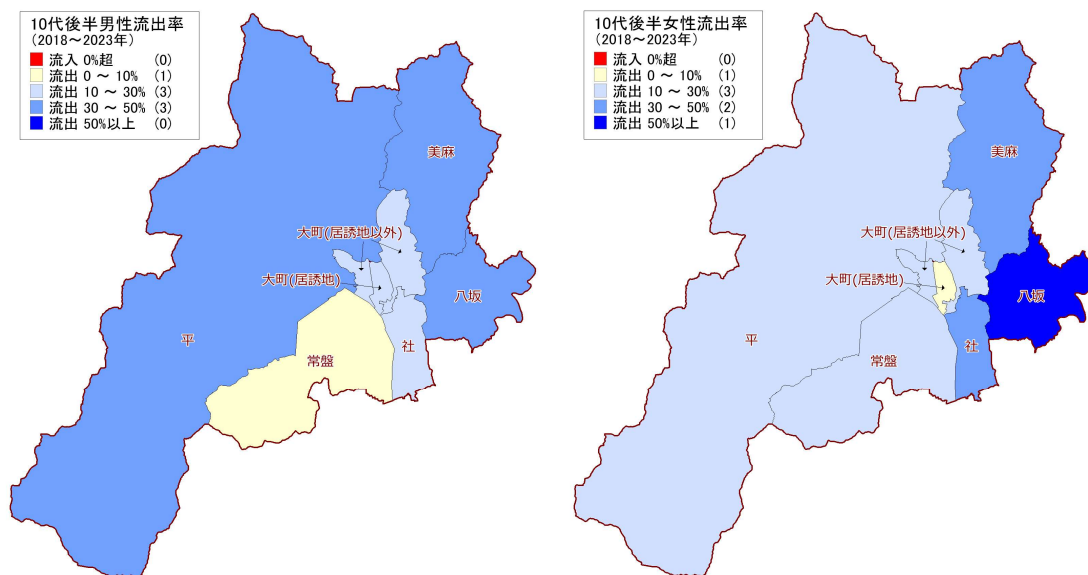 10代後半男性流出率
(2018～2023年)
流入 0%超 (0)
流出 0 ～ 10% (1)
流出 10 ～ 30% (3)
流出 30 ～ 50% (3)
流出 50%以上 (0)
美麻
大町(居誘地以外)
大町(居誘地)
八坂
平
社
常盤
10代後半女性流出率
(2018～2023年)
流入 0%超 (0)
流出 0 ～ 10% (1)
流出 10 ～ 30% (3)
流出 30 ～ 50% (2)
流出 50%以上 (1)
美麻
大町(居誘地以外)
大町(居誘地)
八坂
平
社
常盤